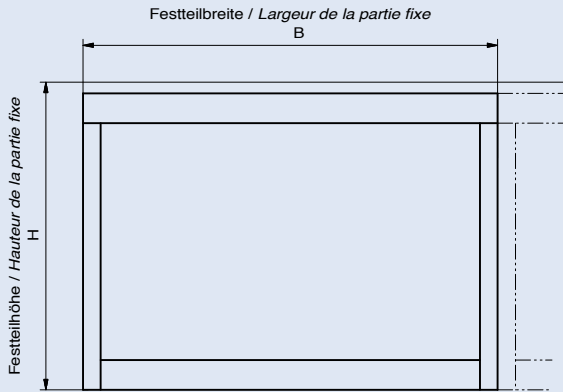 Festteilbreite / Largeur de la partie fixe
B
Festteilhöhe / Hauteur de la partie fixe
H